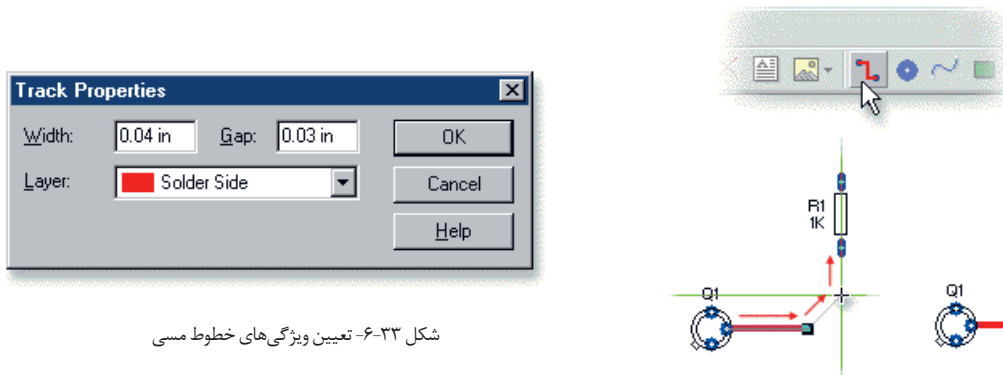 Track Properties
Width: 0.04 in Gap: 0.03 in OK
Layer: Solder Side Cancel
Help
شکل ۳۳-۶- تعیین ویژگی‌های خطوط مسی
R1
1K
Q1
Q1